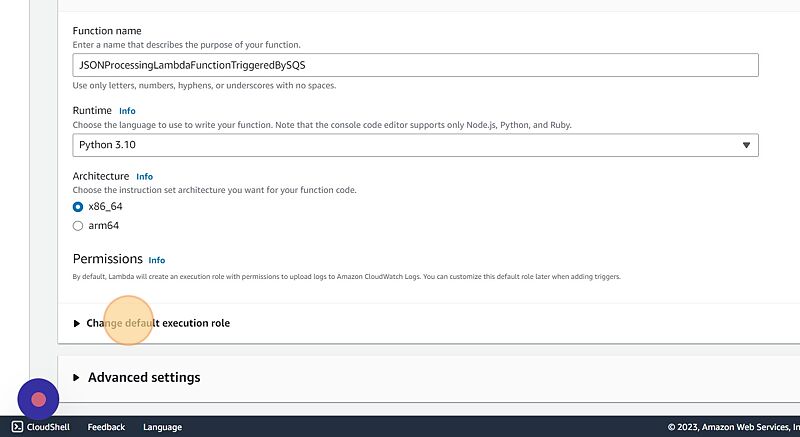 Function name
Enter a name that describes the purpose of your function.
JSONProcessingLambdaFunctionTriggeredBySQS
Use only letters, numbers, hyphens, or underscores with no spaces.
Runtime Info
Choose the language to use to write your function. Note that the console code editor supports only Node.js, Python, and Ruby.
Python 3.10
Architecture Info
Choose the instruction set architecture you want for your function code.
x86_64
arm64
Permissions Info
By default, Lambda will create an execution role with permissions to upload logs to Amazon CloudWatch Logs. You can customize this default role later when adding triggers.
Change default execution role
Advanced settings
CloudShell Feedback Language © 2023, Amazon Web Services, In